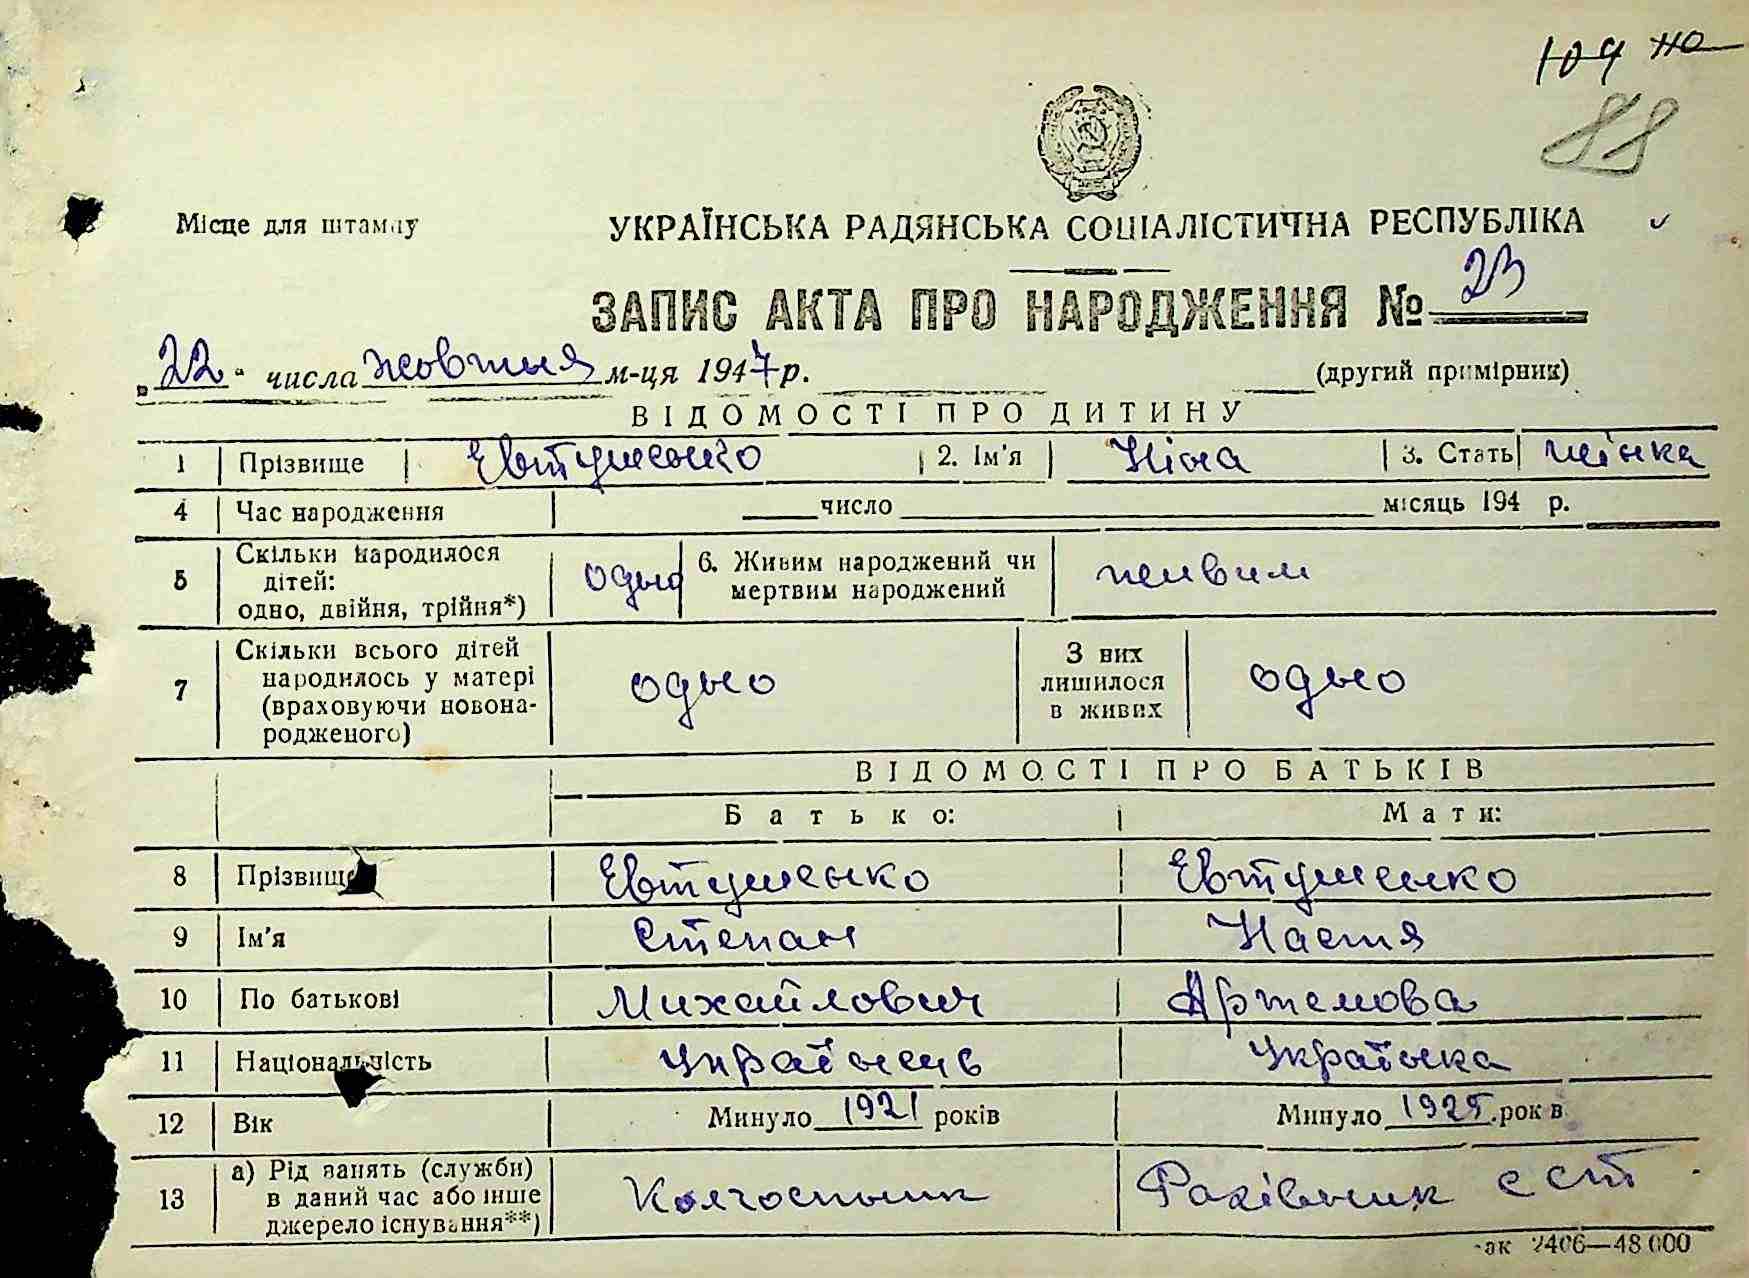 109 но
88
Місце для штампу
УКРАЇНСЬКА РАДЯНСЬКА СОЦІАЛІСТИЧНА РЕСПУБЛІКА
ЗАПИС АКТА ПРО НАРОДЖЕННЯ № 23
„22" числа жовтня м-ця 1947 р. (другий примірник)
ВІДОМОСТІ ПРО ДИТИНУ
1 Прізвище Євтушенко 2. Ім'я Ніна 3. Стать жінка
4 Час народження число місяць 194 р.
5 Скільки народилося дітей: одно, двійня, трійня*) одно 6. Живим народжений чи мертвим народжений живим
7 Скільки всього дітей народилось у матері (враховуючи новонародженого) одно З них лишилося в живих одно
ВІДОМОСТІ ПРО БАТЬКІВ
Батько: Мати:
8 Прізвище Євтушенко Євтушенко
9 Ім'я Степан Настя
10 По батькові Михайлович Артемова
11 Національність Українець Українка
12 Вік Минуло 1921 років Минуло 1925 років
13 а) Рід занять (служби) в даний час або інше джерело існування**) Колгоспник Рахівник ССТ
зак 2406—48 000